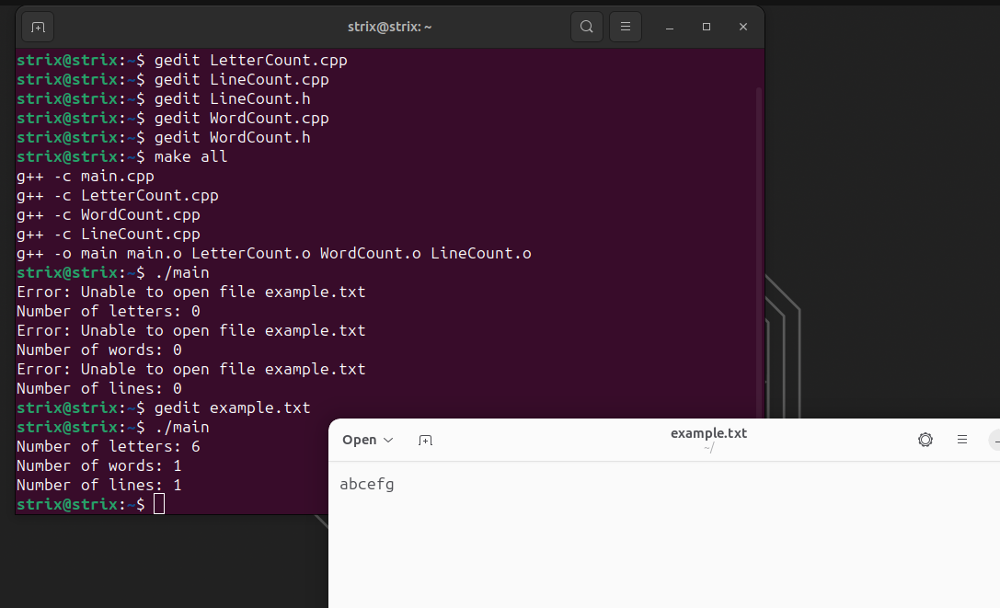 strix@strix: ~
strix@strix:~$ gedit LetterCount.cpp
strix@strix:~$ gedit LineCount.cpp
strix@strix:~$ gedit LineCount.h
strix@strix:~$ gedit WordCount.cpp
strix@strix:~$ gedit WordCount.h
strix@strix:~$ make all
g++ -c main.cpp
g++ -c LetterCount.cpp
g++ -c WordCount.cpp
g++ -c LineCount.cpp
g++ -o main main.o LetterCount.o WordCount.o LineCount.o
strix@strix:~$ ./main
Error: Unable to open file example.txt
Number of letters: 0
Error: Unable to open file example.txt
Number of words: 0
Error: Unable to open file example.txt
Number of lines: 0
strix@strix:~$ gedit example.txt
strix@strix:~$ ./main
Number of letters: 6
Number of words: 1
Number of lines: 1
strix@strix:~$
Open
example.txt
~/
abcefg